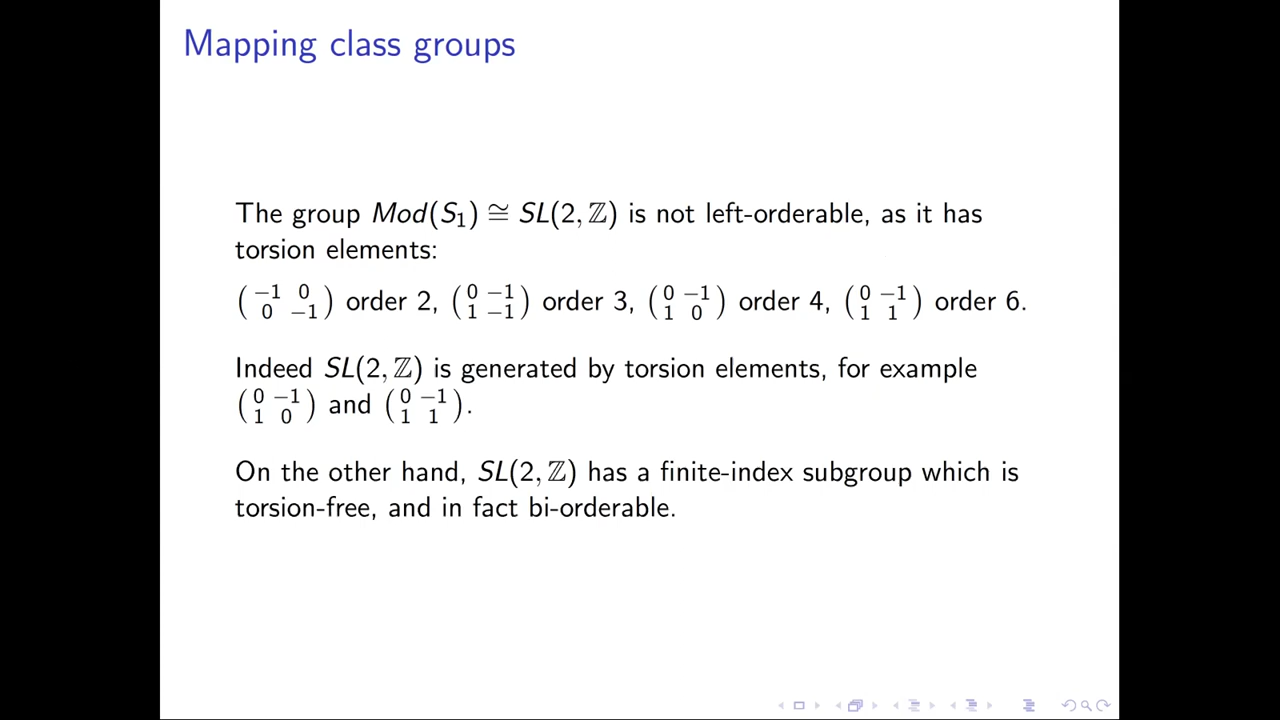 Mapping class groups
The group Mod(S₁) ≅ SL(2, ℤ) is not left-orderable, as it has
torsion elements:
(−1 0 0 −1) order 2, (0 −1 1 −1) order 3, (0 −1 1 0) order 4, (0 −1 1 1) order 6.
Indeed SL(2, ℤ) is generated by torsion elements, for example
(0 −1 1 0) and (0 −1 1 1).
On the other hand, SL(2, ℤ) has a finite-index subgroup which is
torsion-free, and in fact bi-orderable.